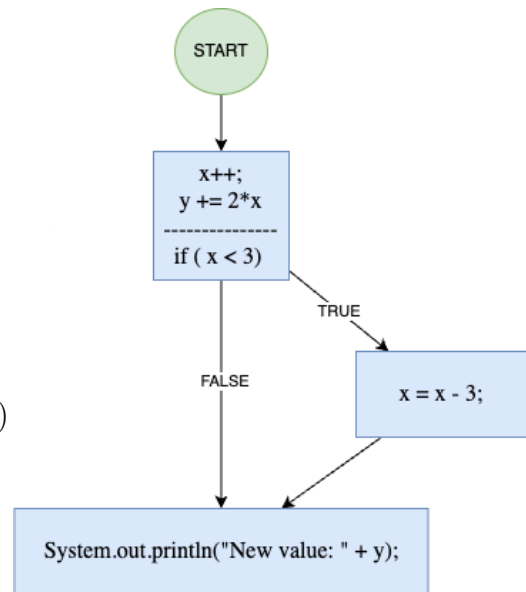 START
x++;
y += 2*x
---------------
if ( x < 3)
TRUE
FALSE
x = x - 3;
)
System.out.println("New value: " + y);